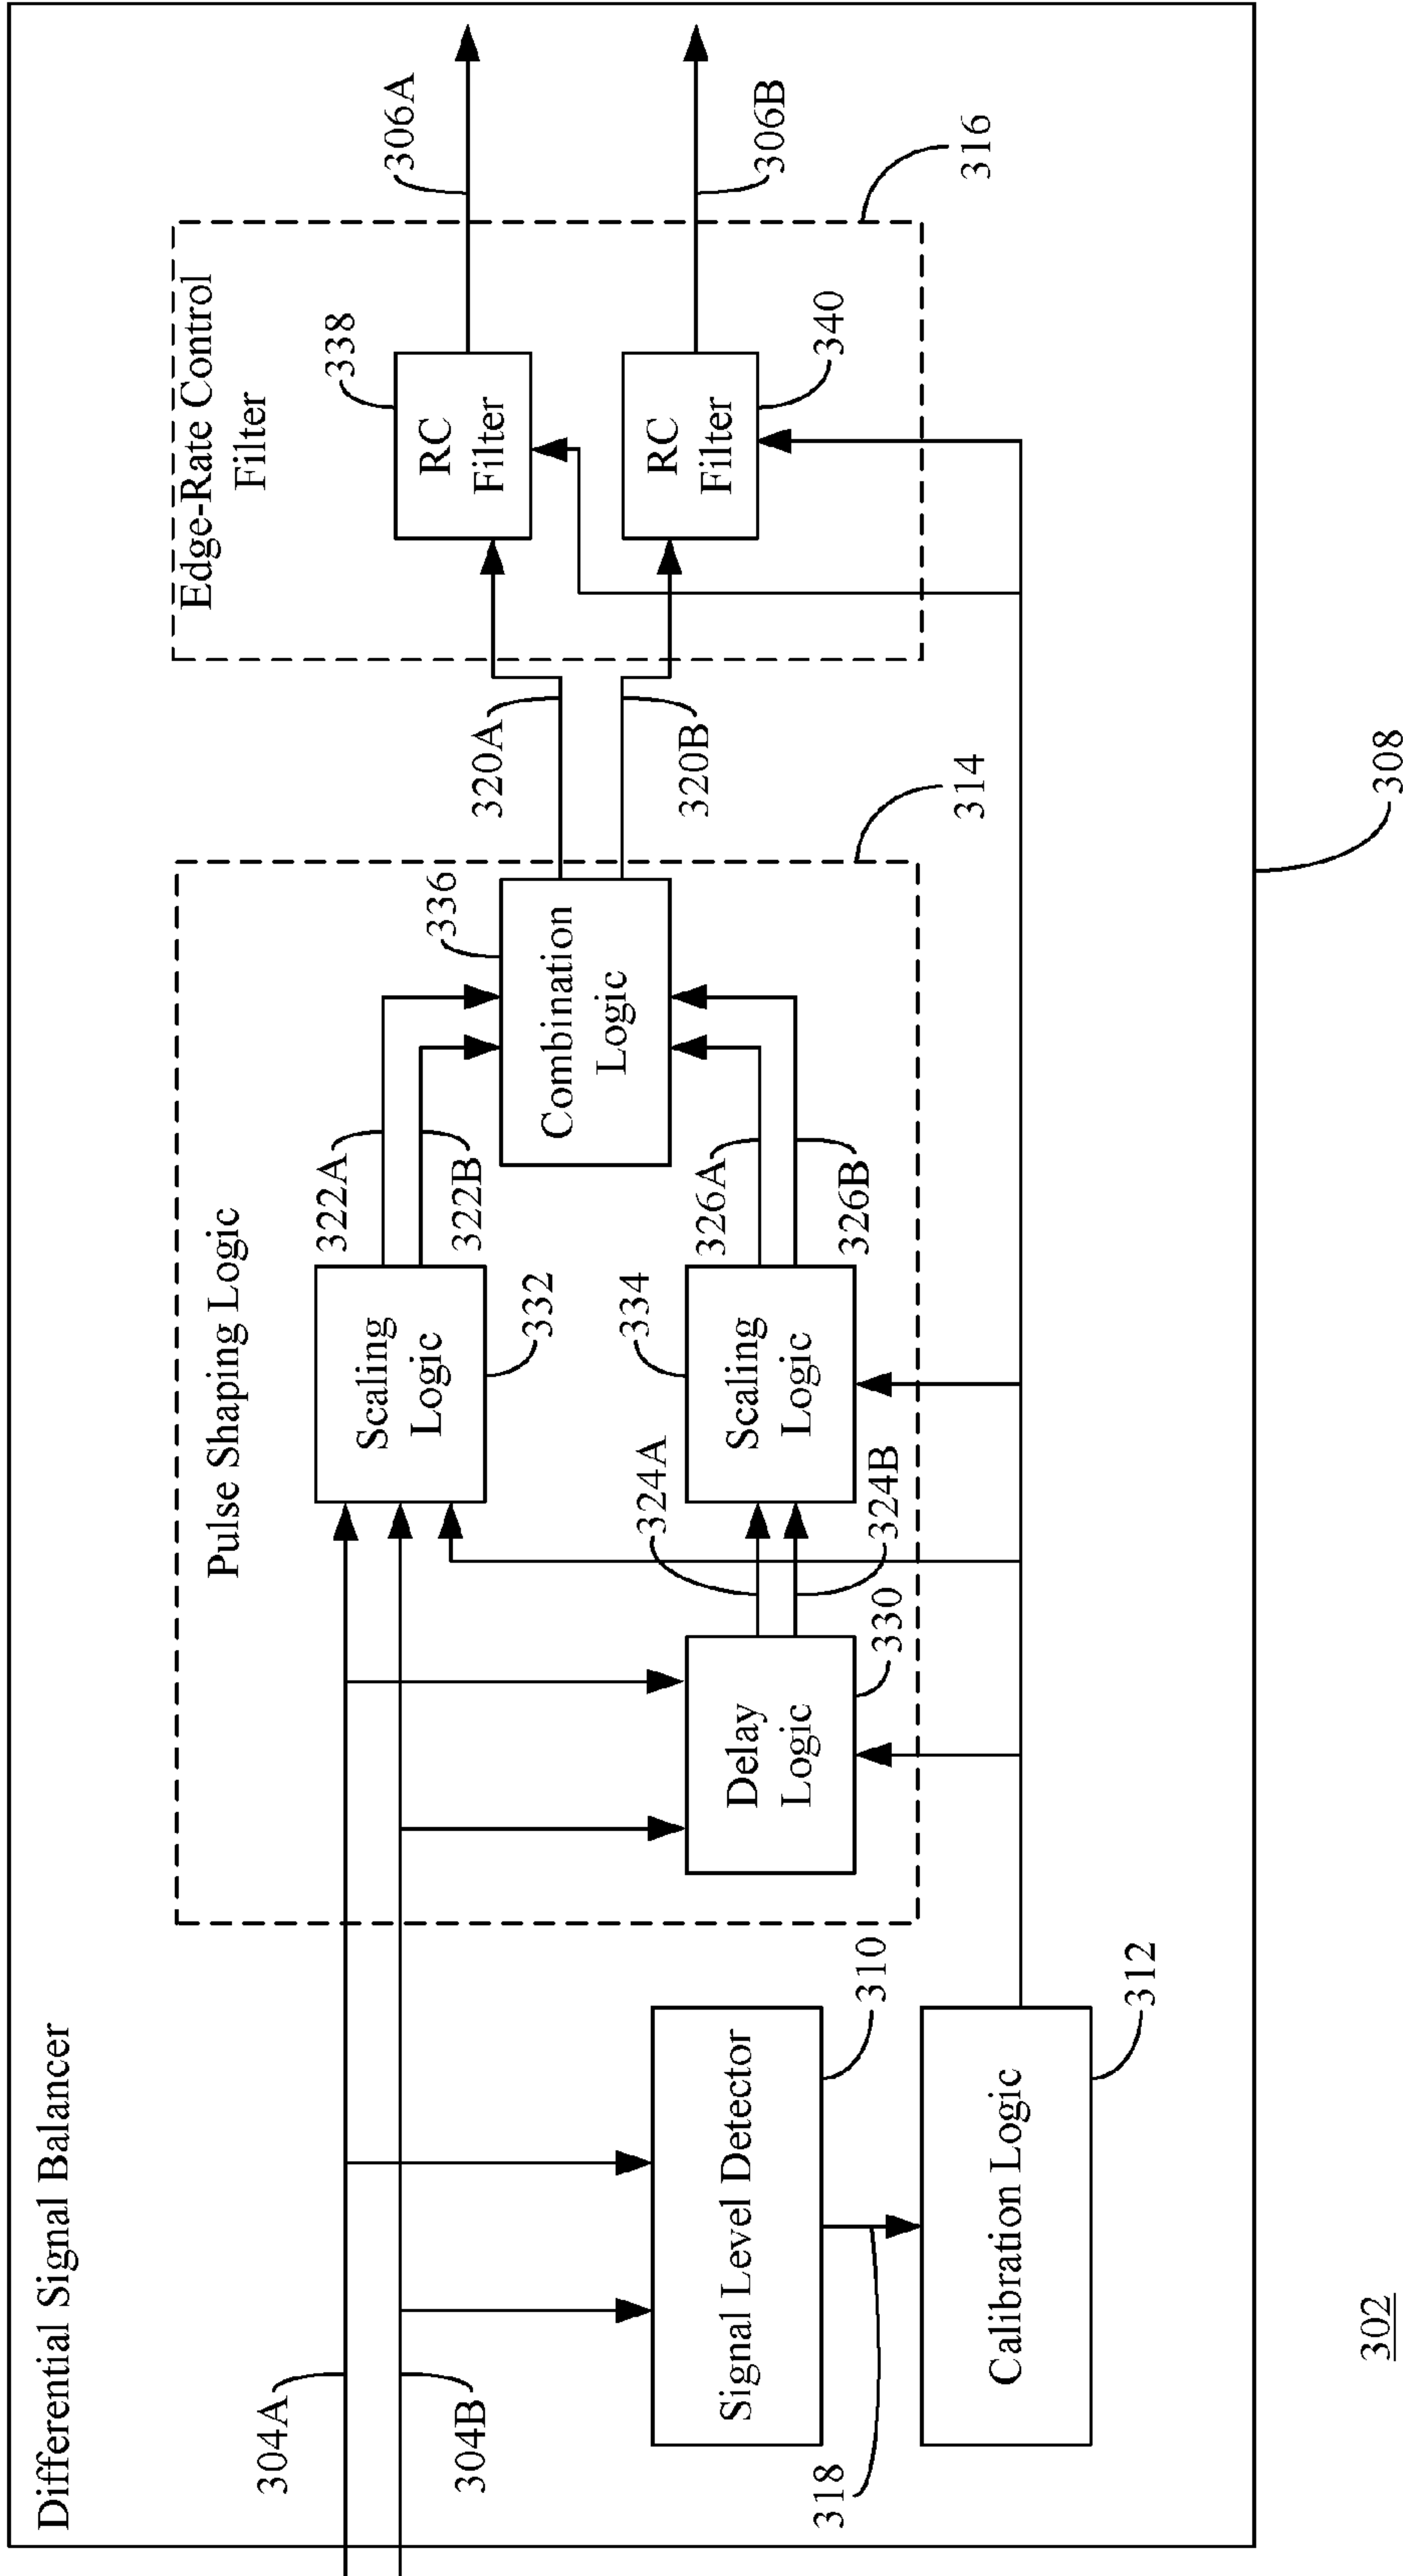 Differential Signal Balancer
304A
304B
Signal Level Detector
310
318
Calibration Logic
312
Pulse Shaping Logic
Delay
Logic
330
324A
324B
Scaling
Logic
332
Scaling
Logic
334
322A
322B
326A
326B
Combination
Logic
336
314
320A
320B
Edge-Rate Control
Filter
RC
Filter
338
RC
Filter
340
316
306A
306B
308
302